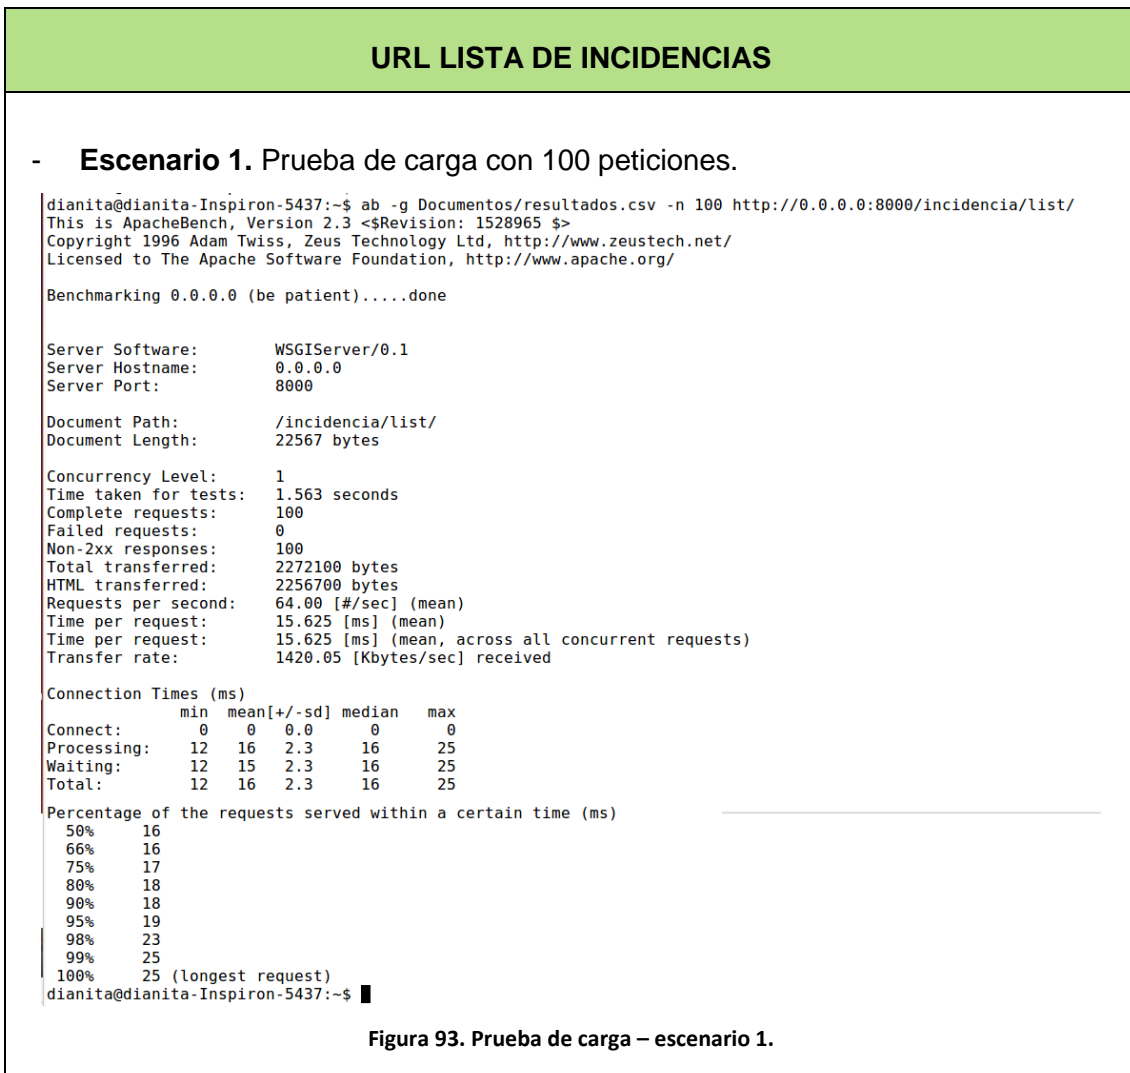 URL LISTA DE INCIDENCIAS
- Escenario 1. Prueba de carga con 100 peticiones.
dianita@dianita-Inspiron-5437:~$ ab -g Documentos/resultados.csv -n 100 http://0.0.0.0:8000/incidencia/list/
This is ApacheBench, Version 2.3 <$Revision: 1528965 $>
Copyright 1996 Adam Twiss, Zeus Technology Ltd, http://www.zeustech.net/
Licensed to The Apache Software Foundation, http://www.apache.org/
Benchmarking 0.0.0.0 (be patient).....done
Server Software: WSGIServer/0.1
Server Hostname: 0.0.0.0
Server Port: 8000
Document Path: /incidencia/list/
Document Length: 22567 bytes
Concurrency Level: 1
Time taken for tests: 1.563 seconds
Complete requests: 100
Failed requests: 0
Non-2xx responses: 100
Total transferred: 2272100 bytes
HTML transferred: 2256700 bytes
Requests per second: 64.00 [#/sec] (mean)
Time per request: 15.625 [ms] (mean)
Time per request: 15.625 [ms] (mean, across all concurrent requests)
Transfer rate: 1420.05 [Kbytes/sec] received
Connection Times (ms)
min mean[+/-sd] median max
Connect: 0 0 0.0 0 0
Processing: 12 16 2.3 16 25
Waiting: 12 15 2.3 16 25
Total: 12 16 2.3 16 25
Percentage of the requests served within a certain time (ms)
50% 16
66% 16
75% 17
80% 18
90% 18
95% 19
98% 23
99% 25
100% 25 (longest request)
dianita@dianita-Inspiron-5437:~$
Figura 93. Prueba de carga – escenario 1.